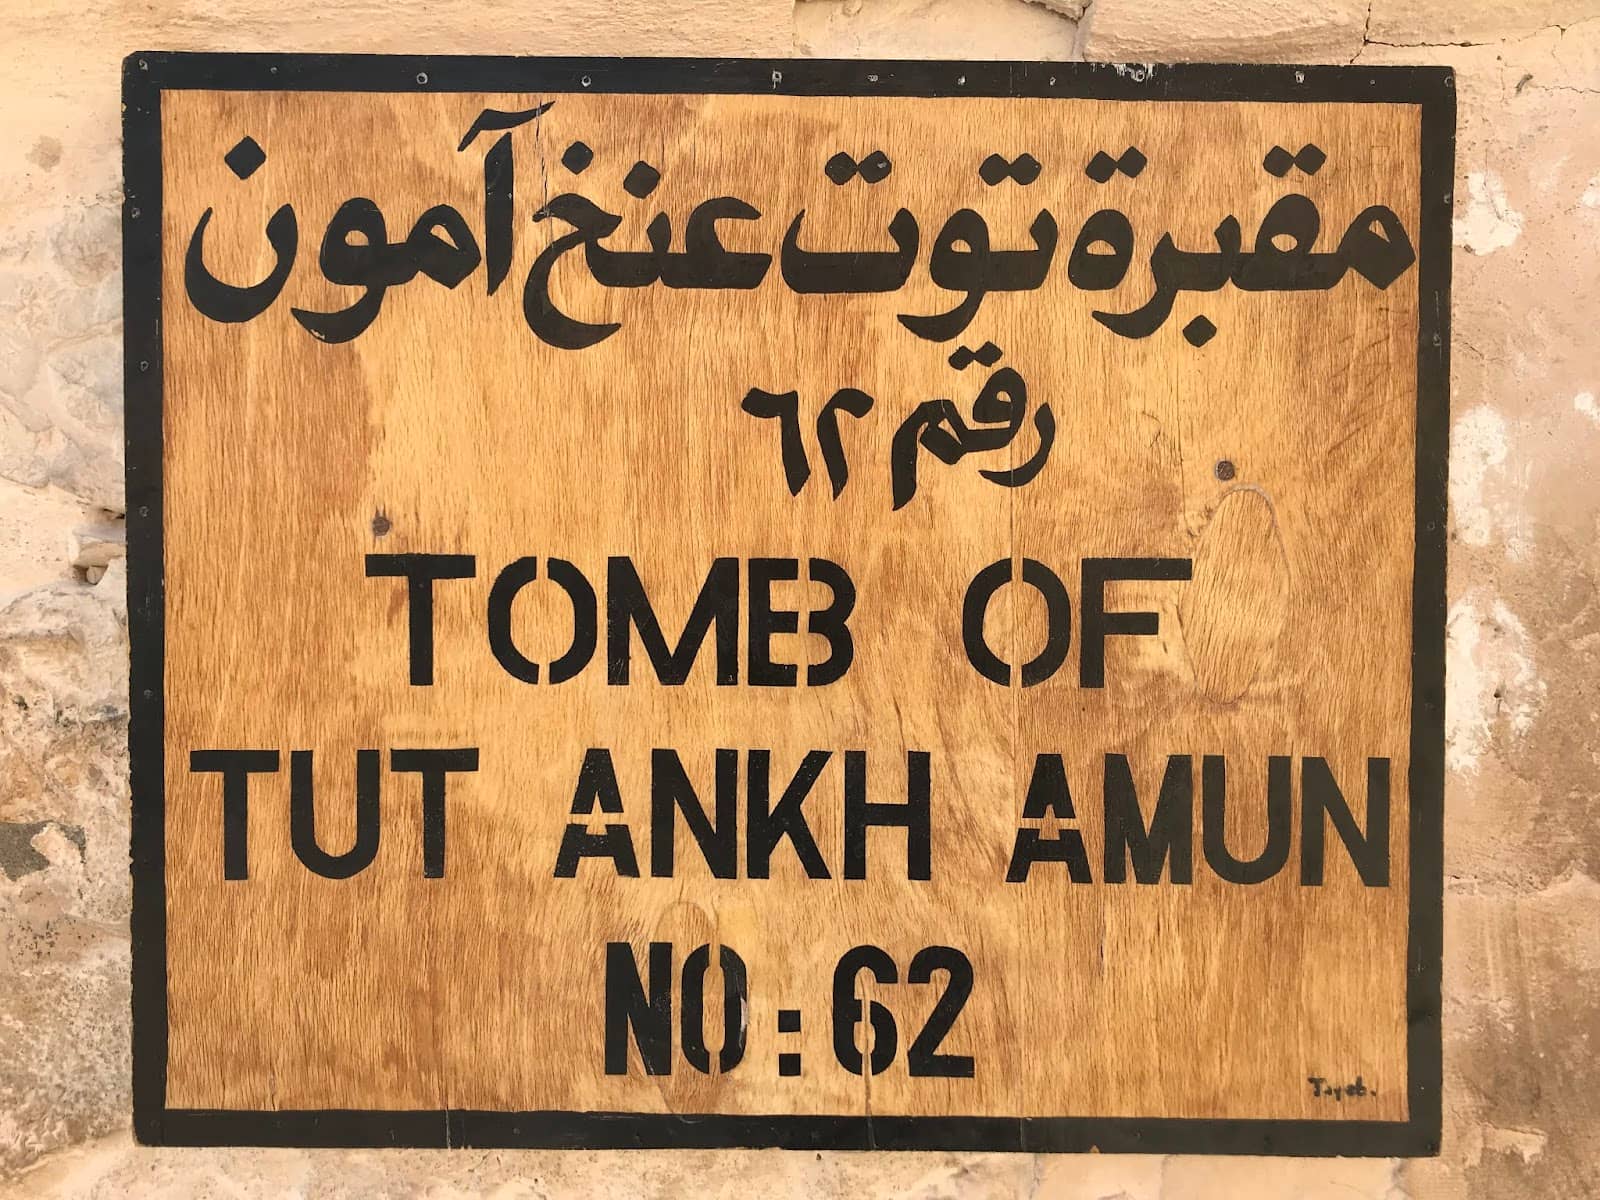 مقبرة توت عنخ آمون
رقم ٦٢
TOMB OF
TUT ANKH AMUN
NO: 62